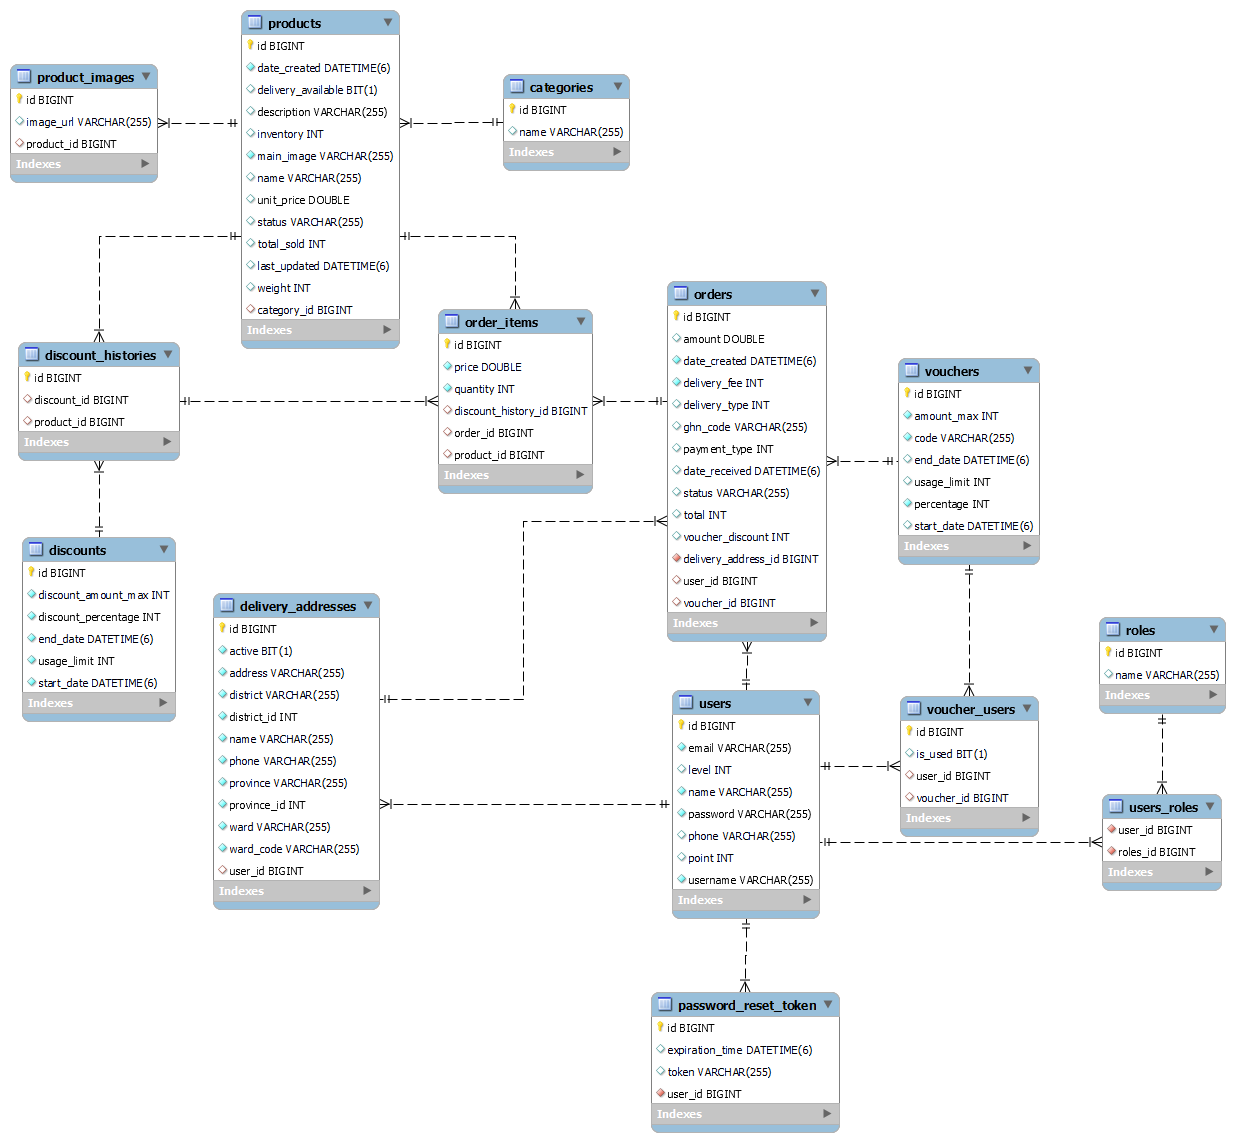 products
id BIGINT
date_created DATETIME(6)
delivery_available BIT(1)
description VARCHAR(255)
inventory INT
main_image VARCHAR(255)
name VARCHAR(255)
unit_price DOUBLE
status VARCHAR(255)
total_sold INT
last_updated DATETIME(6)
weight INT
category_id BIGINT
Indexes
product_images
id BIGINT
image_url VARCHAR(255)
product_id BIGINT
Indexes
categories
id BIGINT
name VARCHAR(255)
Indexes
discount_histories
id BIGINT
discount_id BIGINT
product_id BIGINT
Indexes
order_items
id BIGINT
price DOUBLE
quantity INT
discount_history_id BIGINT
order_id BIGINT
product_id BIGINT
Indexes
orders
id BIGINT
amount DOUBLE
date_created DATETIME(6)
delivery_fee INT
delivery_type INT
ghn_code VARCHAR(255)
payment_type INT
date_received DATETIME(6)
status VARCHAR(255)
total INT
voucher_discount INT
delivery_address_id BIGINT
user_id BIGINT
voucher_id BIGINT
Indexes
vouchers
id BIGINT
amount_max INT
code VARCHAR(255)
end_date DATETIME(6)
usage_limit INT
percentage INT
start_date DATETIME(6)
Indexes
discounts
id BIGINT
discount_amount_max INT
discount_percentage INT
end_date DATETIME(6)
usage_limit INT
start_date DATETIME(6)
Indexes
delivery_addresses
id BIGINT
active BIT(1)
address VARCHAR(255)
district VARCHAR(255)
district_id INT
name VARCHAR(255)
phone VARCHAR(255)
province VARCHAR(255)
province_id INT
ward VARCHAR(255)
ward_code VARCHAR(255)
user_id BIGINT
Indexes
users
id BIGINT
email VARCHAR(255)
level INT
name VARCHAR(255)
password VARCHAR(255)
phone VARCHAR(255)
point INT
username VARCHAR(255)
Indexes
voucher_users
id BIGINT
is_used BIT(1)
user_id BIGINT
voucher_id BIGINT
Indexes
roles
id BIGINT
name VARCHAR(255)
Indexes
users_roles
user_id BIGINT
roles_id BIGINT
Indexes
password_reset_token
id BIGINT
expiration_time DATETIME(6)
token VARCHAR(255)
user_id BIGINT
Indexes